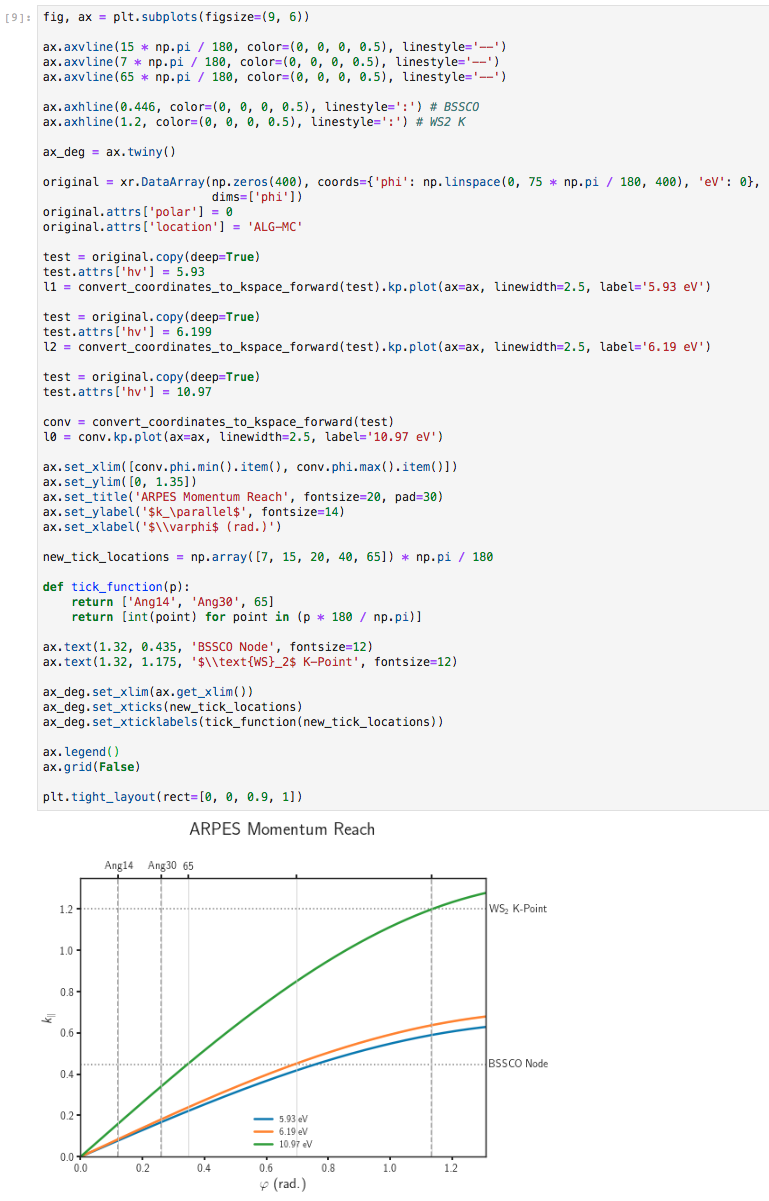 [9]: fig, ax = plt.subplots(figsize=(9, 6))
ax.axvline(15 * np.pi / 180, color=(0, 0, 0, 0.5), linestyle='--')
ax.axvline(7 * np.pi / 180, color=(0, 0, 0, 0.5), linestyle='--')
ax.axvline(65 * np.pi / 180, color=(0, 0, 0, 0.5), linestyle='--')
ax.axhline(0.446, color=(0, 0, 0, 0.5), linestyle=':') # BSSCO
ax.axhline(1.2, color=(0, 0, 0, 0.5), linestyle=':') # WS2 K
ax_deg = ax.twiny()
original = xr.DataArray(np.zeros(400), coords={'phi': np.linspace(0, 75 * np.pi / 180, 400), 'eV': 0},
dims=['phi'])
original.attrs['polar'] = 0
original.attrs['location'] = 'ALG-MC'
test = original.copy(deep=True)
test.attrs['hv'] = 5.93
l1 = convert_coordinates_to_kspace_forward(test).kp.plot(ax=ax, linewidth=2.5, label='5.93 eV')
test = original.copy(deep=True)
test.attrs['hv'] = 6.199
l2 = convert_coordinates_to_kspace_forward(test).kp.plot(ax=ax, linewidth=2.5, label='6.19 eV')
test = original.copy(deep=True)
test.attrs['hv'] = 10.97
conv = convert_coordinates_to_kspace_forward(test)
l0 = conv.kp.plot(ax=ax, linewidth=2.5, label='10.97 eV')
ax.set_xlim([conv.phi.min().item(), conv.phi.max().item()])
ax.set_ylim([0, 1.35])
ax.set_title('ARPES Momentum Reach', fontsize=20, pad=30)
ax.set_ylabel('$k_\parallel$', fontsize=14)
ax.set_xlabel('$\\varphi$ (rad.)')
new_tick_locations = np.array([7, 15, 20, 40, 65]) * np.pi / 180
def tick_function(p):
return ['Ang14', 'Ang30', 65]
return [int(point) for point in (p * 180 / np.pi)]
ax.text(1.32, 0.435, 'BSSCO Node', fontsize=12)
ax.text(1.32, 1.175, '$\\text{WS}_2$ K-Point', fontsize=12)
ax_deg.set_xlim(ax.get_xlim())
ax_deg.set_xticks(new_tick_locations)
ax_deg.set_xticklabels(tick_function(new_tick_locations))
ax.legend()
ax.grid(False)
plt.tight_layout(rect=[0, 0, 0.9, 1])
ARPES Momentum Reach
Ang14 Ang30 65
1.2
WS₂ K-Point
1.0
0.8
k∥
0.6
BSSCO Node
0.4
0.2
5.93 eV
6.19 eV
10.97 eV
0.0
0.0 0.2 0.4 0.6 0.8 1.0 1.2
φ (rad.)